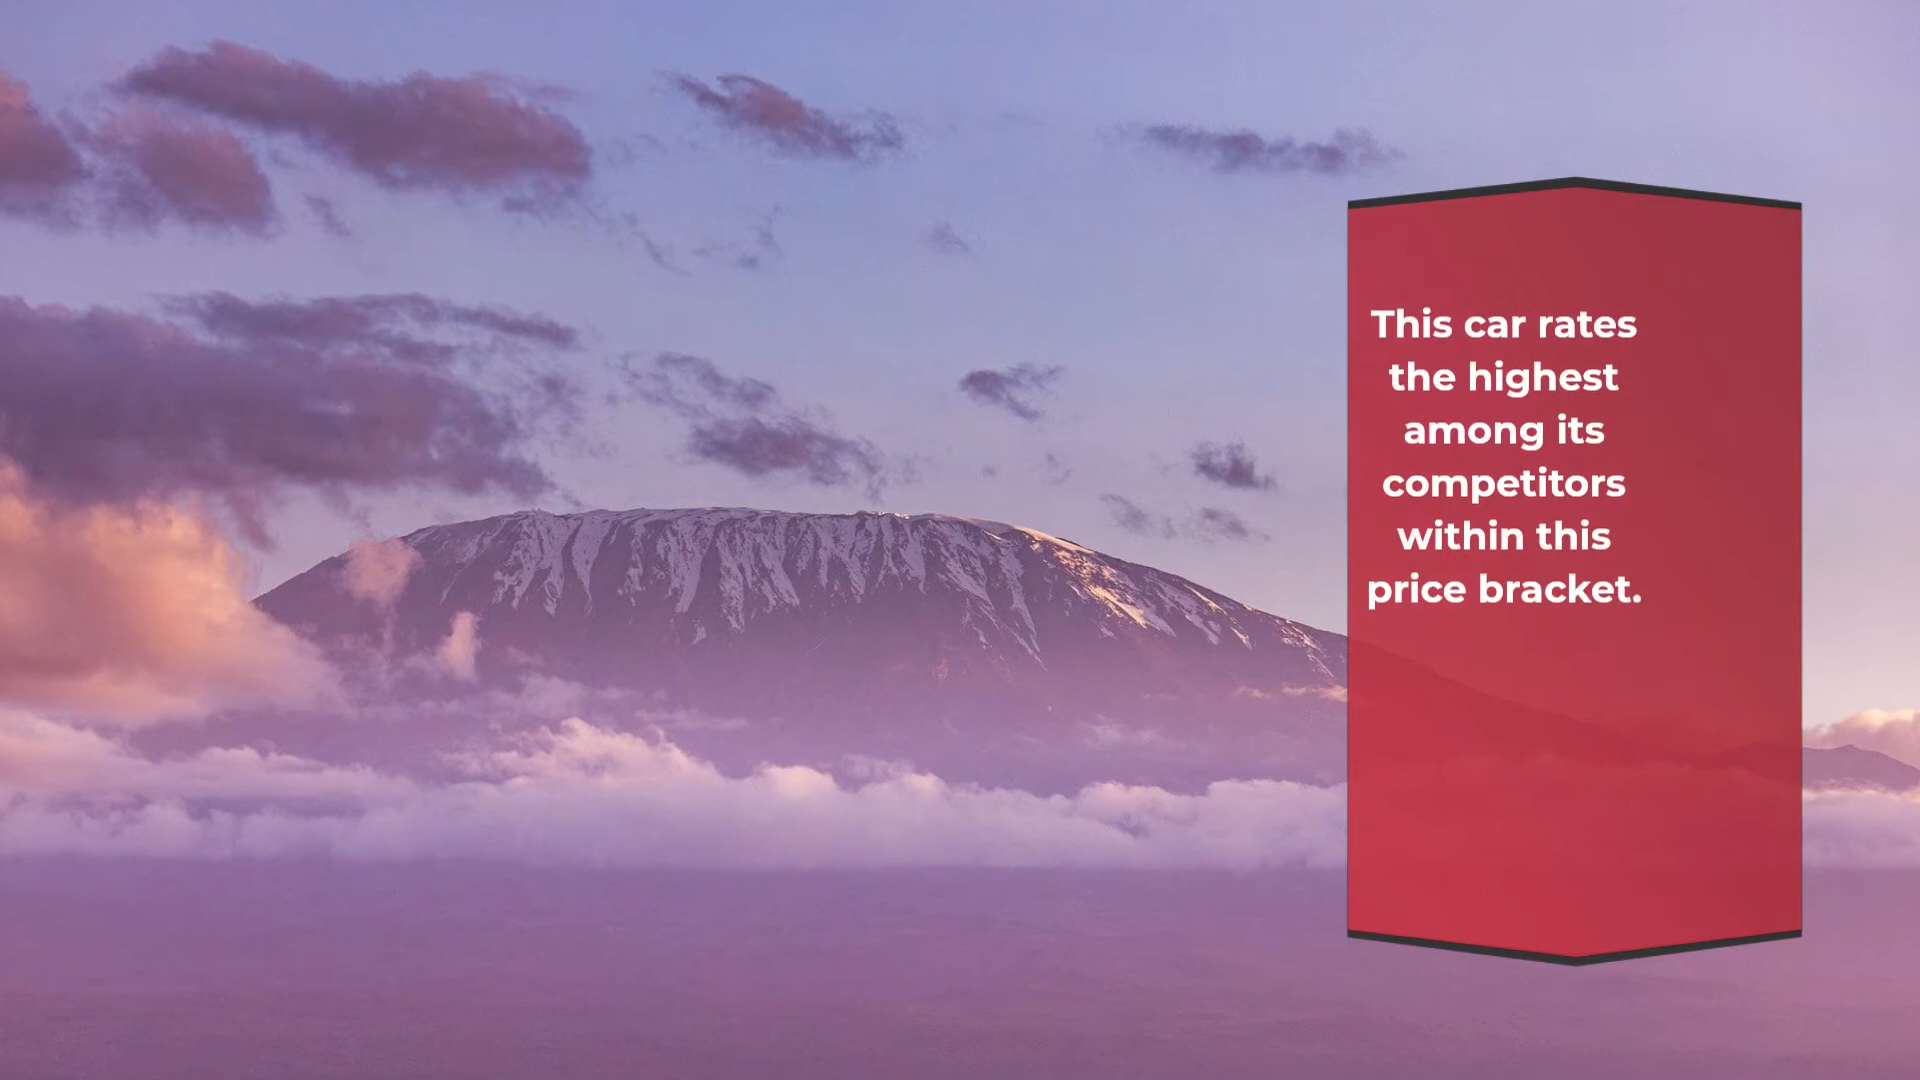 This car rates
the highest
among its
competitors
within this
price bracket.